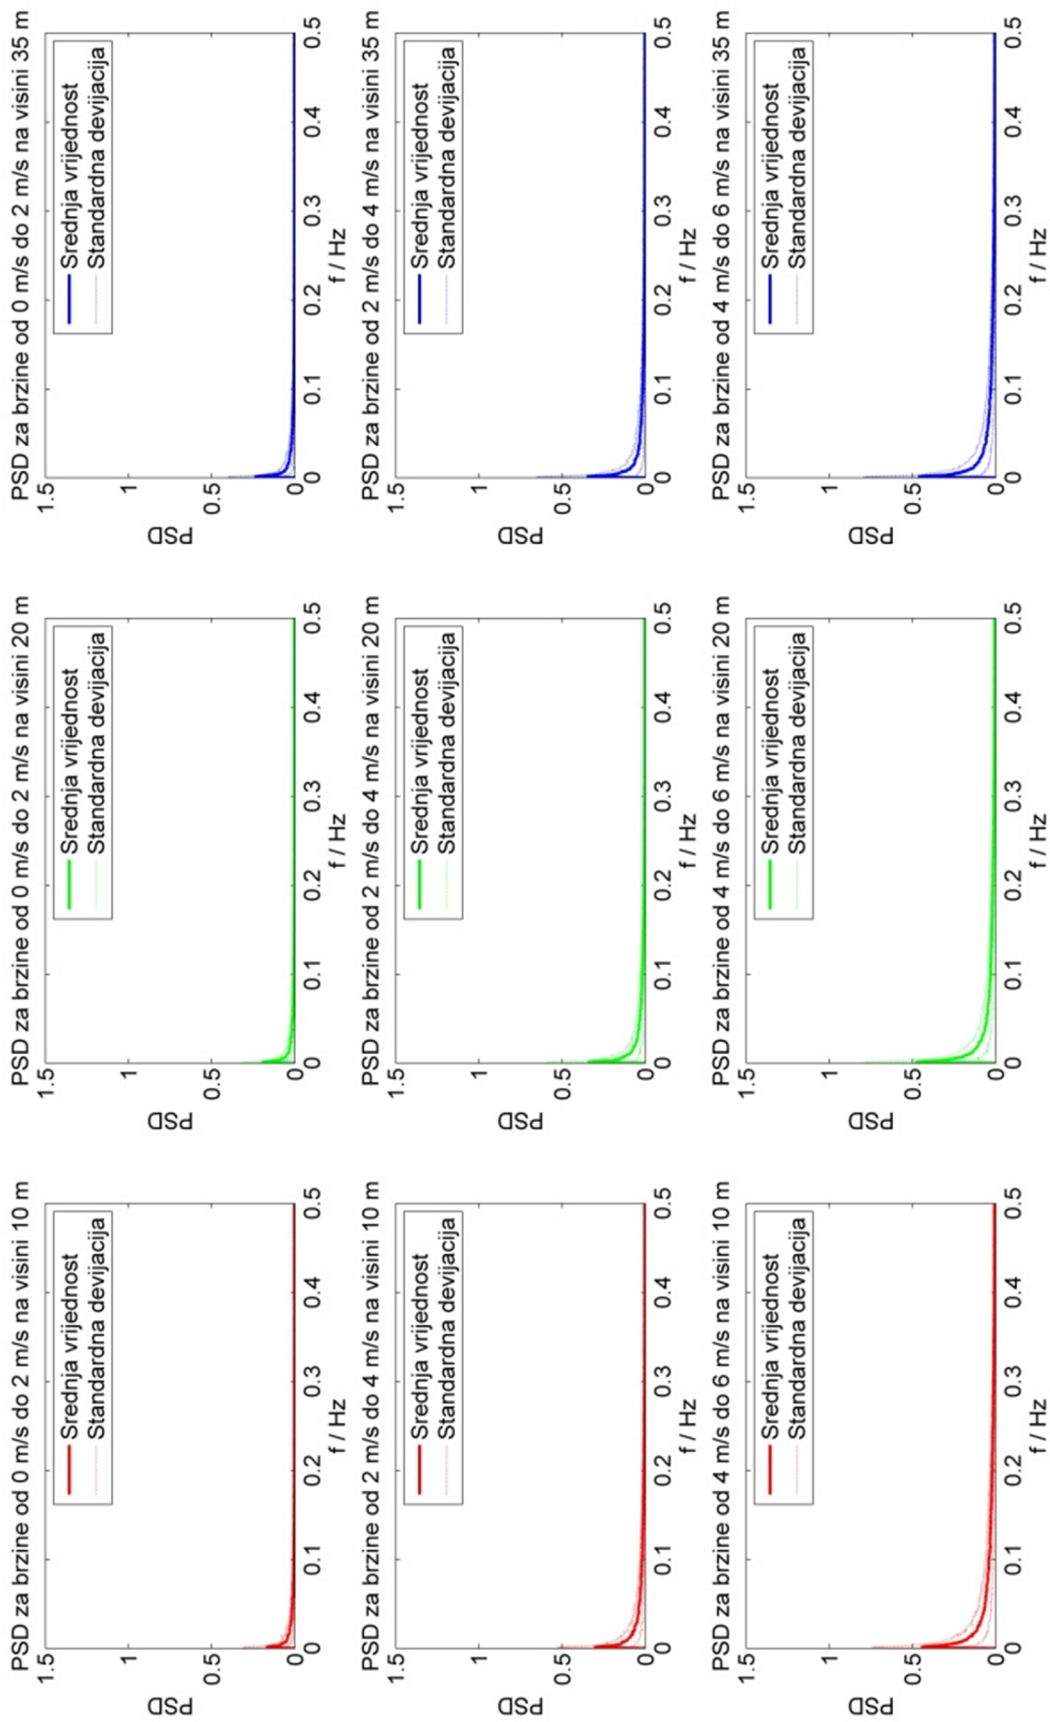 PSD za brzine od 0 m/s do 2 m/s na visini 10 m
1.5
1
0.5
0
PSD
Srednja vrijednost
Standardna devijacija
0 0.1 0.2 0.3 0.4 0.5
f / Hz
PSD za brzine od 0 m/s do 2 m/s na visini 20 m
1.5
1
0.5
0
PSD
Srednja vrijednost
Standardna devijacija
0 0.1 0.2 0.3 0.4 0.5
f / Hz
PSD za brzine od 0 m/s do 2 m/s na visini 35 m
1.5
1
0.5
0
PSD
Srednja vrijednost
Standardna devijacija
0 0.1 0.2 0.3 0.4 0.5
f / Hz
PSD za brzine od 2 m/s do 4 m/s na visini 10 m
1.5
1
0.5
0
PSD
Srednja vrijednost
Standardna devijacija
0 0.1 0.2 0.3 0.4 0.5
f / Hz
PSD za brzine od 2 m/s do 4 m/s na visini 20 m
1.5
1
0.5
0
PSD
Srednja vrijednost
Standardna devijacija
0 0.1 0.2 0.3 0.4 0.5
f / Hz
PSD za brzine od 2 m/s do 4 m/s na visini 35 m
1.5
1
0.5
0
PSD
Srednja vrijednost
Standardna devijacija
0 0.1 0.2 0.3 0.4 0.5
f / Hz
PSD za brzine od 4 m/s do 6 m/s na visini 10 m
1.5
1
0.5
0
PSD
Srednja vrijednost
Standardna devijacija
0 0.1 0.2 0.3 0.4 0.5
f / Hz
PSD za brzine od 4 m/s do 6 m/s na visini 20 m
1.5
1
0.5
0
PSD
Srednja vrijednost
Standardna devijacija
0 0.1 0.2 0.3 0.4 0.5
f / Hz
PSD za brzine od 4 m/s do 6 m/s na visini 35 m
1.5
1
0.5
0
PSD
Srednja vrijednost
Standardna devijacija
0 0.1 0.2 0.3 0.4 0.5
f / Hz